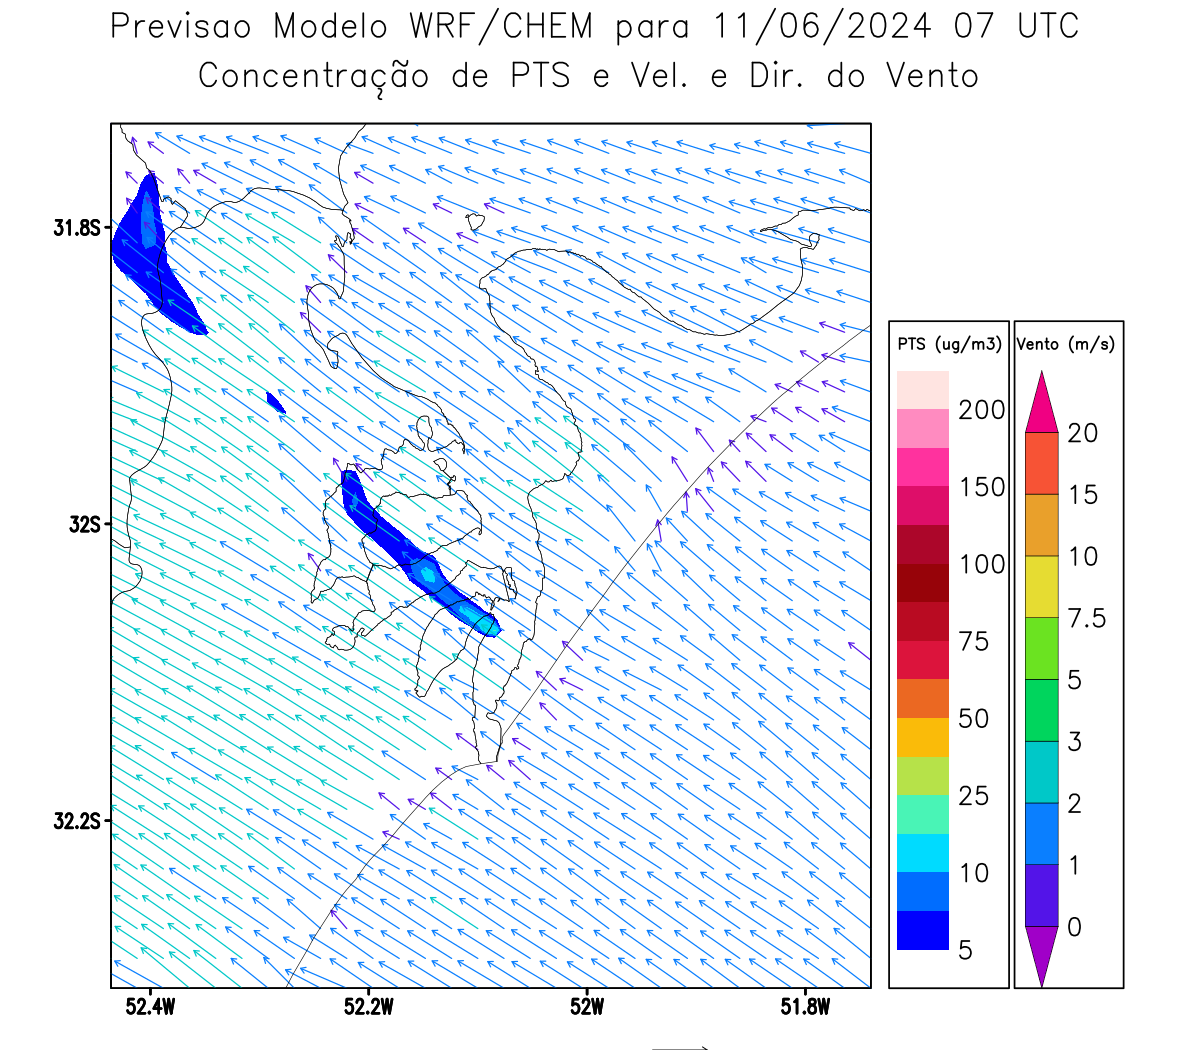 Previsao Modelo WRF/CHEM para 11/06/2024 07 UTC
Concentração de PTS e Vel. e Dir. do Vento
31.8S
32S
32.2S
52.4W 52.2W 52W 51.8W
PTS (ug/m3)
200
150
100
75
50
25
10
5
Vento (m/s)
20
15
10
7.5
5
3
2
1
0